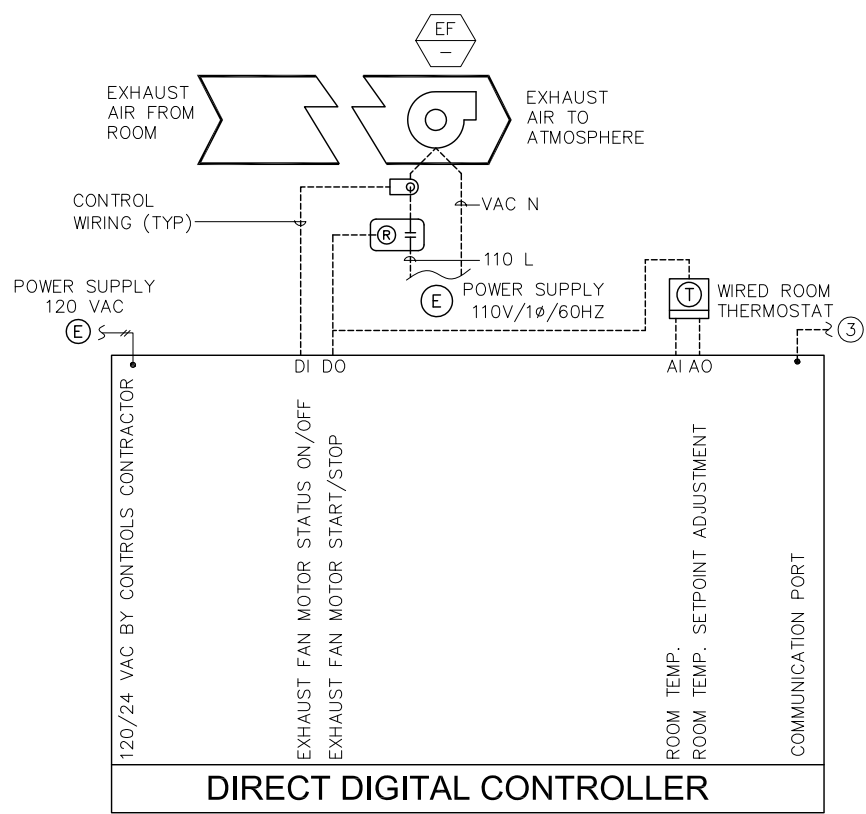 EF
–
EXHAUST
AIR FROM
ROOM
EXHAUST
AIR TO
ATMOSPHERE
CONTROL
WIRING (TYP)
VAC N
R
110 L
POWER SUPPLY
120 VAC
E
E
POWER SUPPLY
110V/1ø/60HZ
T
WIRED ROOM
THERMOSTAT
3
DI DO
AI AO
120/24 VAC BY CONTROLS CONTRACTOR
EXHAUST FAN MOTOR STATUS ON/OFF
EXHAUST FAN MOTOR START/STOP
ROOM TEMP.
ROOM TEMP. SETPOINT ADJUSTMENT
COMMUNICATION PORT
DIRECT DIGITAL CONTROLLER